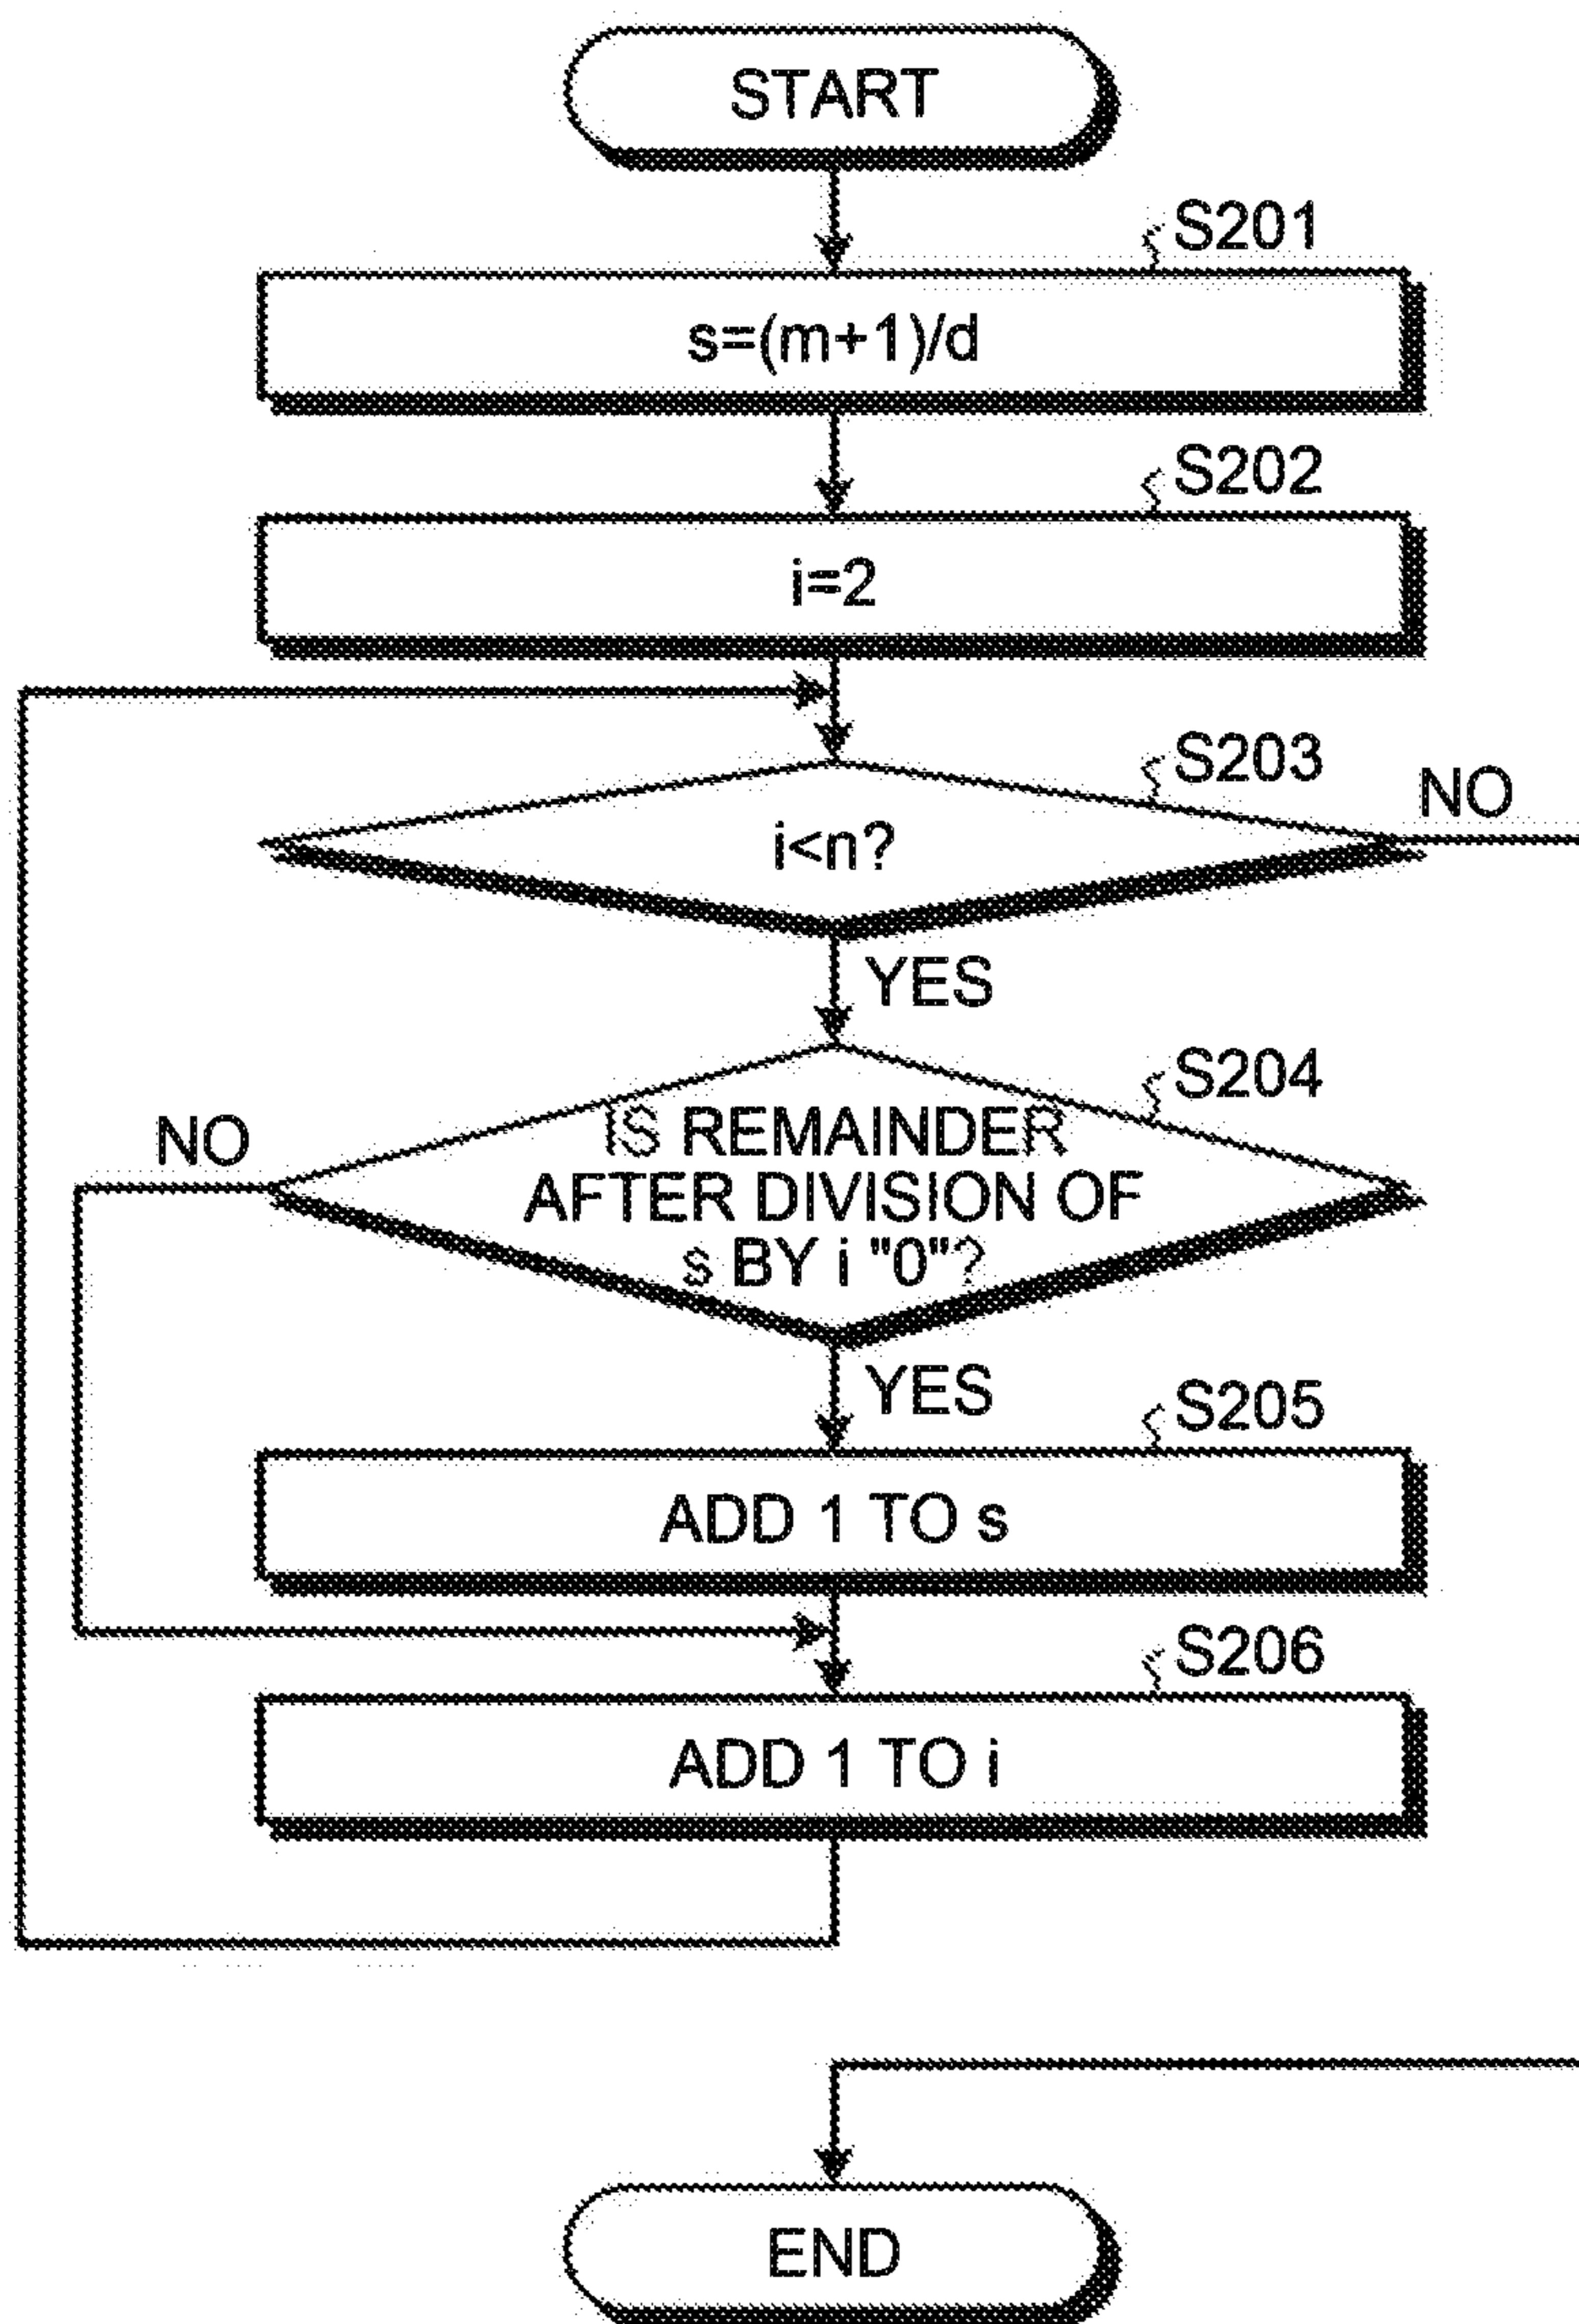 START
S201
s=(m+1)/d
S202
i=2
S203
NO
i<n?
YES
S204
NO
IS REMAINDER
AFTER DIVISION OF
s BY i "0"?
YES
S205
ADD 1 TO s
S206
ADD 1 TO i
END